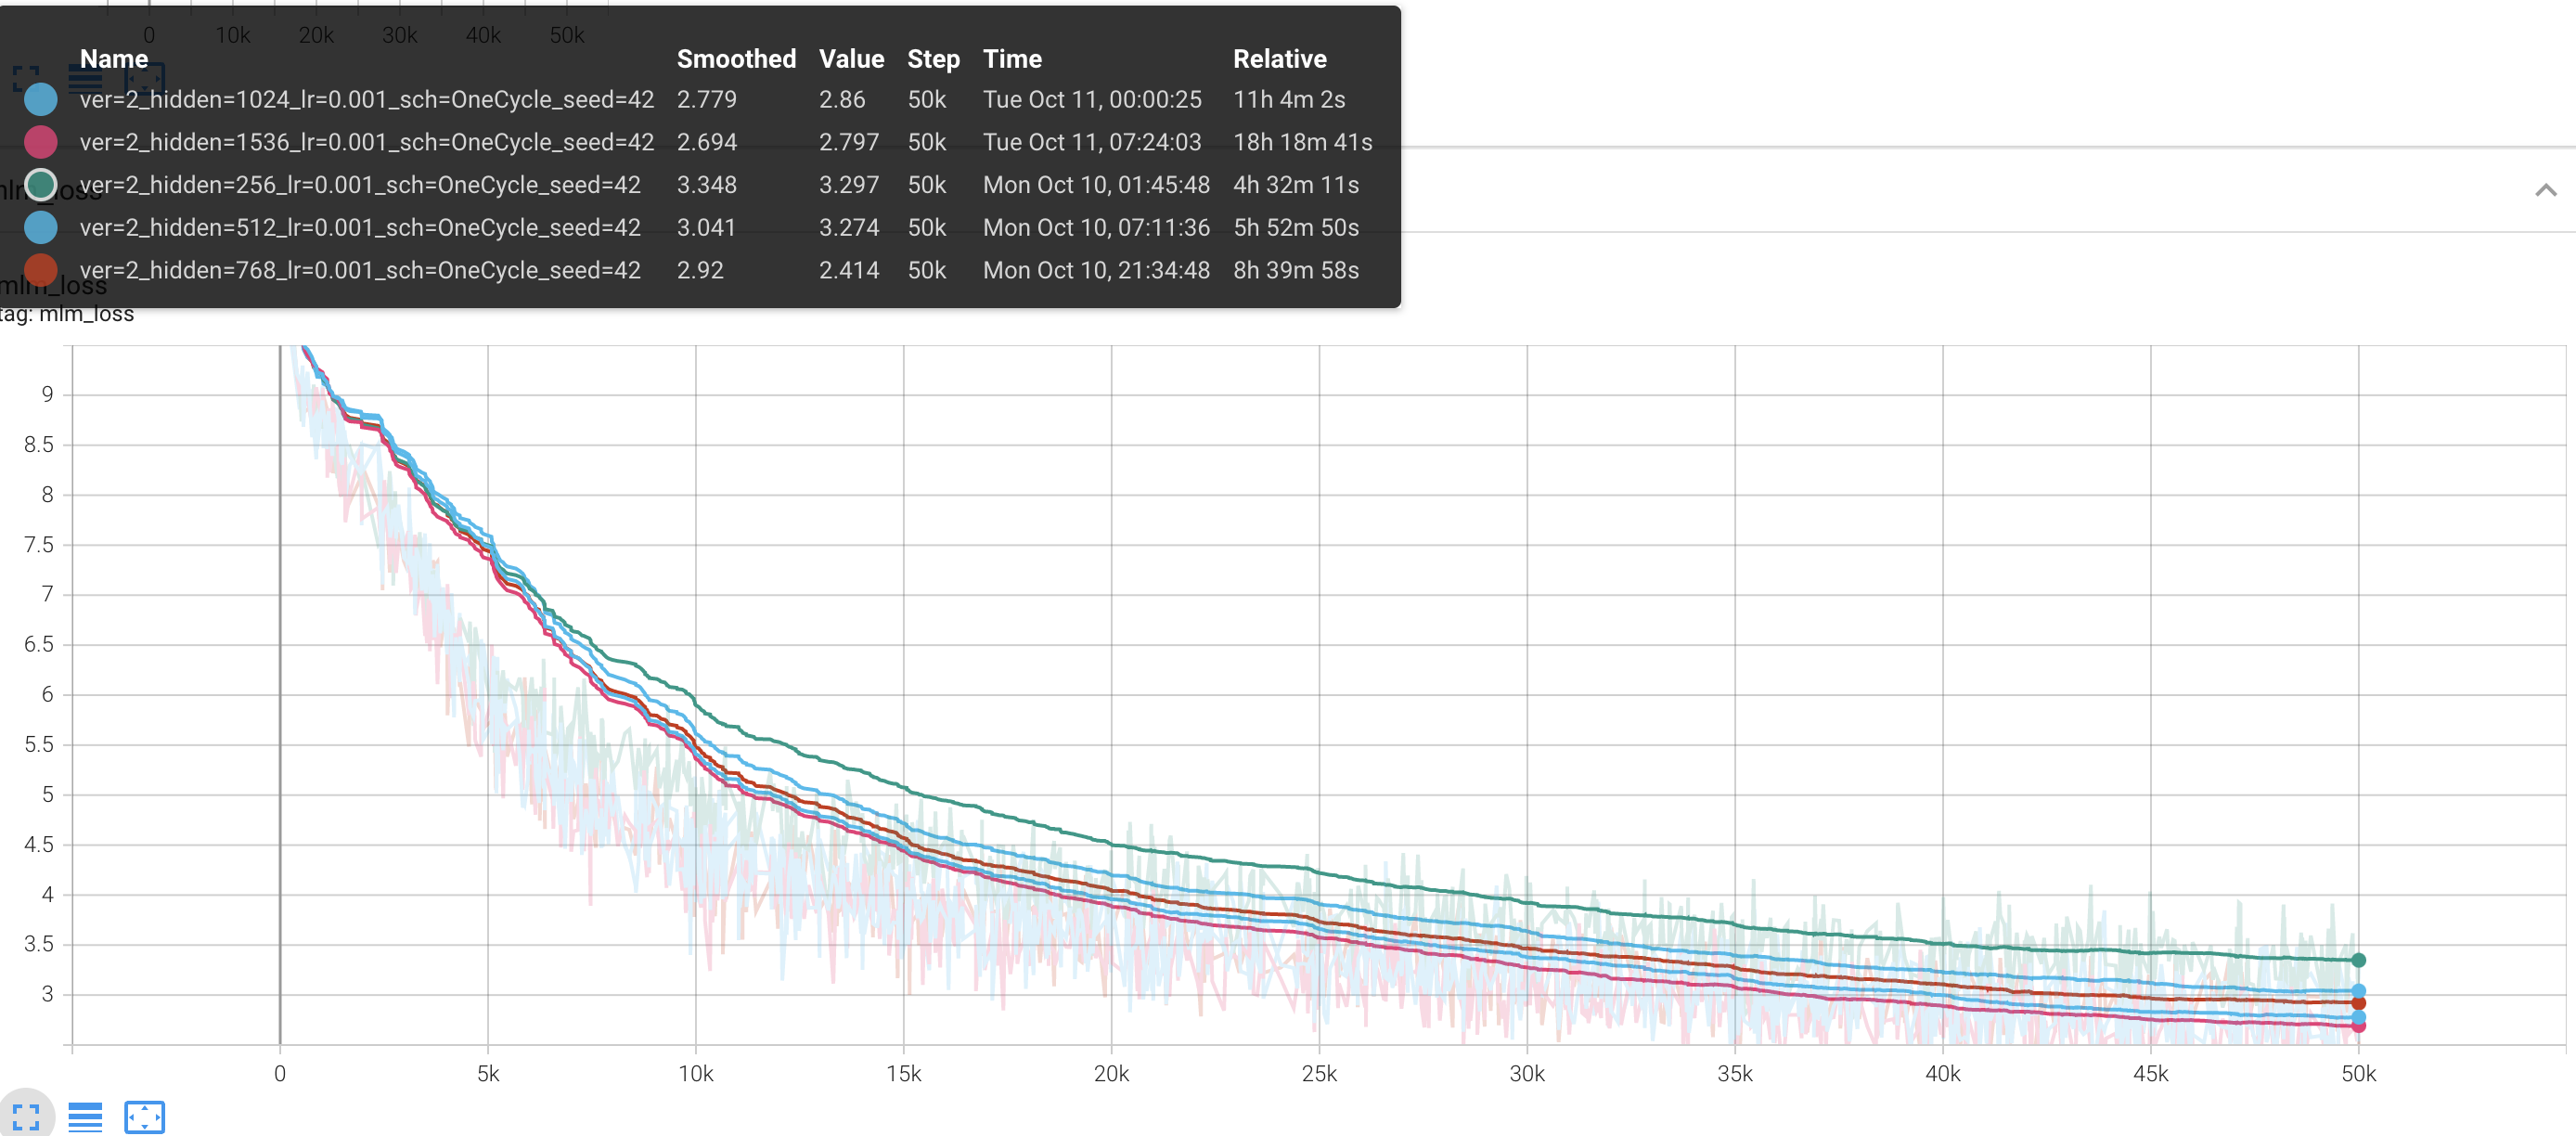 0 10k 20k 30k 40k 50k
Name Smoothed Value Step Time Relative
ver=2_hidden=1024_lr=0.001_sch=OneCycle_seed=42 2.779 2.86 50k Tue Oct 11, 00:00:25 11h 4m 2s
ver=2_hidden=1536_lr=0.001_sch=OneCycle_seed=42 2.694 2.797 50k Tue Oct 11, 07:24:03 18h 18m 41s
mlm_loss
ver=2_hidden=256_lr=0.001_sch=OneCycle_seed=42 3.348 3.297 50k Mon Oct 10, 01:45:48 4h 32m 11s
ver=2_hidden=512_lr=0.001_sch=OneCycle_seed=42 3.041 3.274 50k Mon Oct 10, 07:11:36 5h 52m 50s
ver=2_hidden=768_lr=0.001_sch=OneCycle_seed=42 2.92 2.414 50k Mon Oct 10, 21:34:48 8h 39m 58s
mlm_loss
tag: mlm_loss
9
8.5
8
7.5
7
6.5
6
5.5
5
4.5
4
3.5
3
0 5k 10k 15k 20k 25k 30k 35k 40k 45k 50k